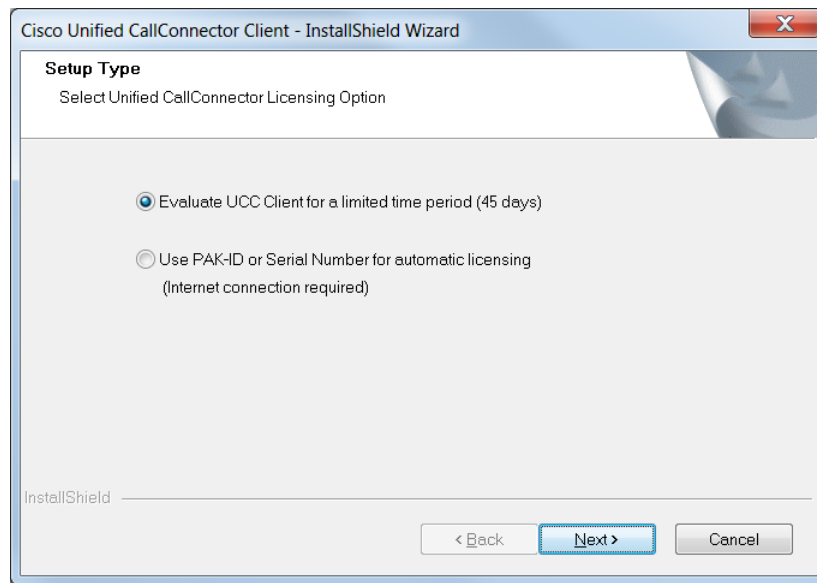 Cisco Unified CallConnector Client - InstallShield Wizard
Setup Type
Select Unified CallConnector Licensing Option
Evaluate UCC Client for a limited time period (45 days)
Use PAK-ID or Serial Number for automatic licensing
(Internet connection required)
InstallShield
< Back
Next >
Cancel